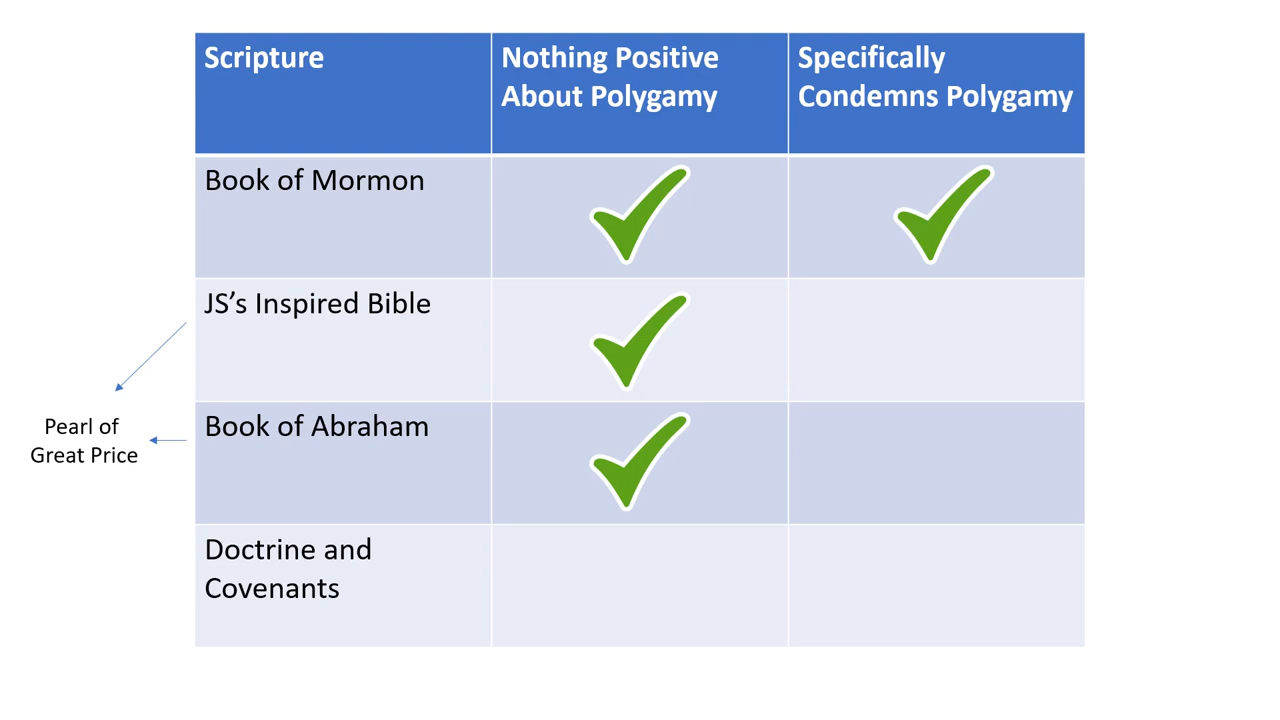 Scripture
Nothing Positive
About Polygamy
Specifically
Condemns Polygamy
Book of Mormon
JS’s Inspired Bible
Pearl of
Great Price
Book of Abraham
Doctrine and
Covenants